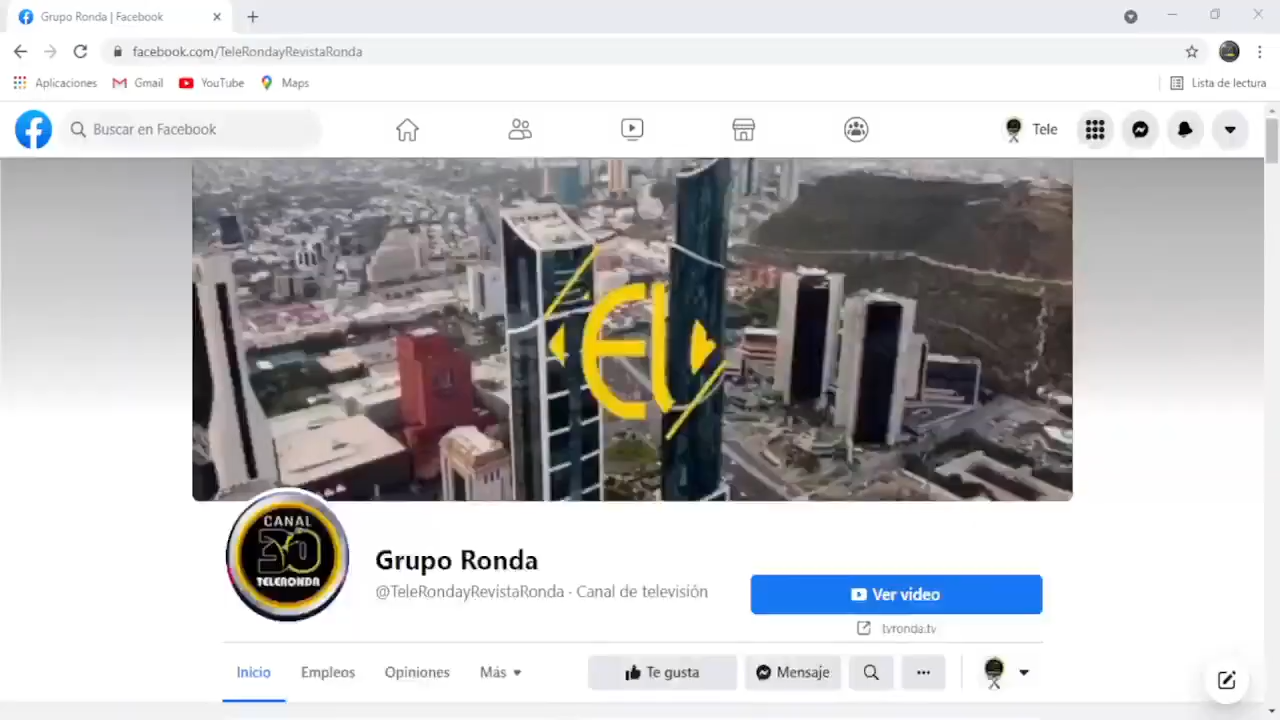 Grupo Ronda | Facebook
facebook.com/TeleRondayRevistaRonda
Aplicaciones
Gmail
YouTube
Maps
Lista de lectura
Buscar en Facebook
Tele
CANAL
30
TELERONDA
Grupo Ronda
@TeleRondayRevistaRonda · Canal de televisión
Ver video
tvronda.tv
Inicio
Empleos
Opiniones
Más
Te gusta
Mensaje